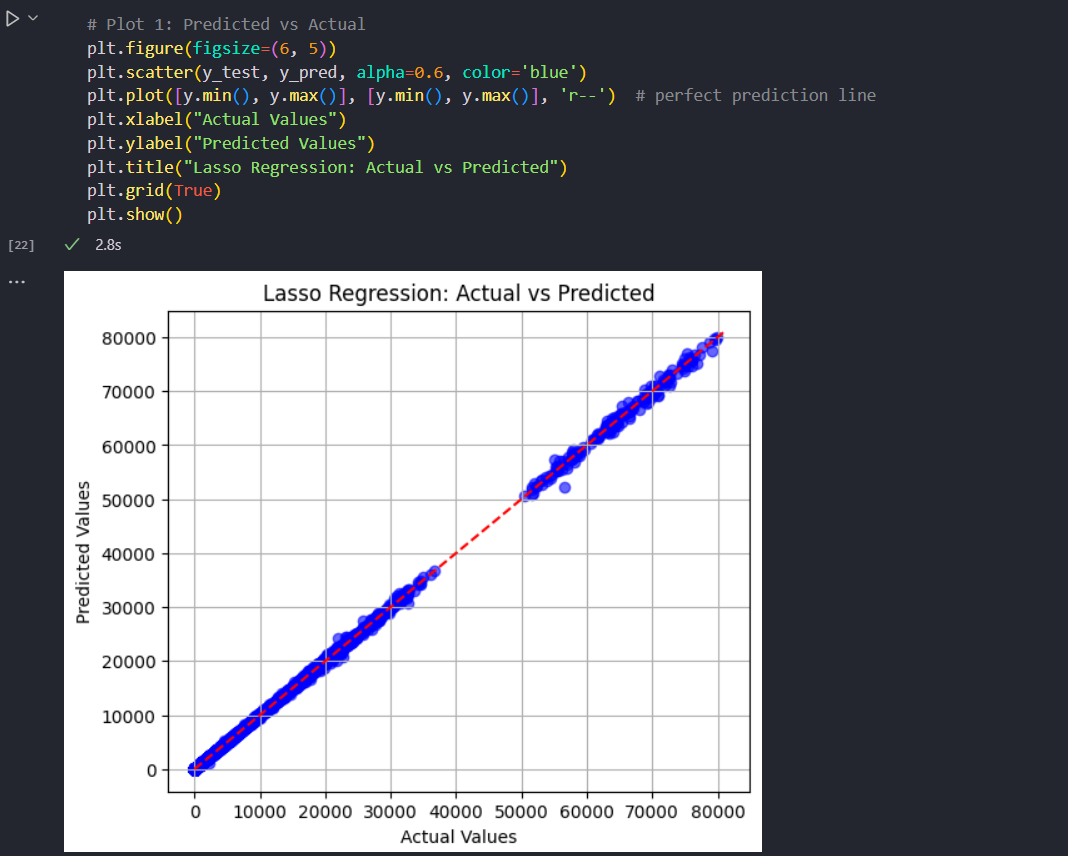 # Plot 1: Predicted vs Actual
plt.figure(figsize=(6, 5))
plt.scatter(y_test, y_pred, alpha=0.6, color='blue')
plt.plot([y.min(), y.max()], [y.min(), y.max()], 'r--')  # perfect prediction line
plt.xlabel("Actual Values")
plt.ylabel("Predicted Values")
plt.title("Lasso Regression: Actual vs Predicted")
plt.grid(True)
plt.show()
[22] 2.8s
Lasso Regression: Actual vs Predicted
80000
70000
60000
50000
40000
30000
20000
10000
0
Predicted Values
0 10000 20000 30000 40000 50000 60000 70000 80000
Actual Values